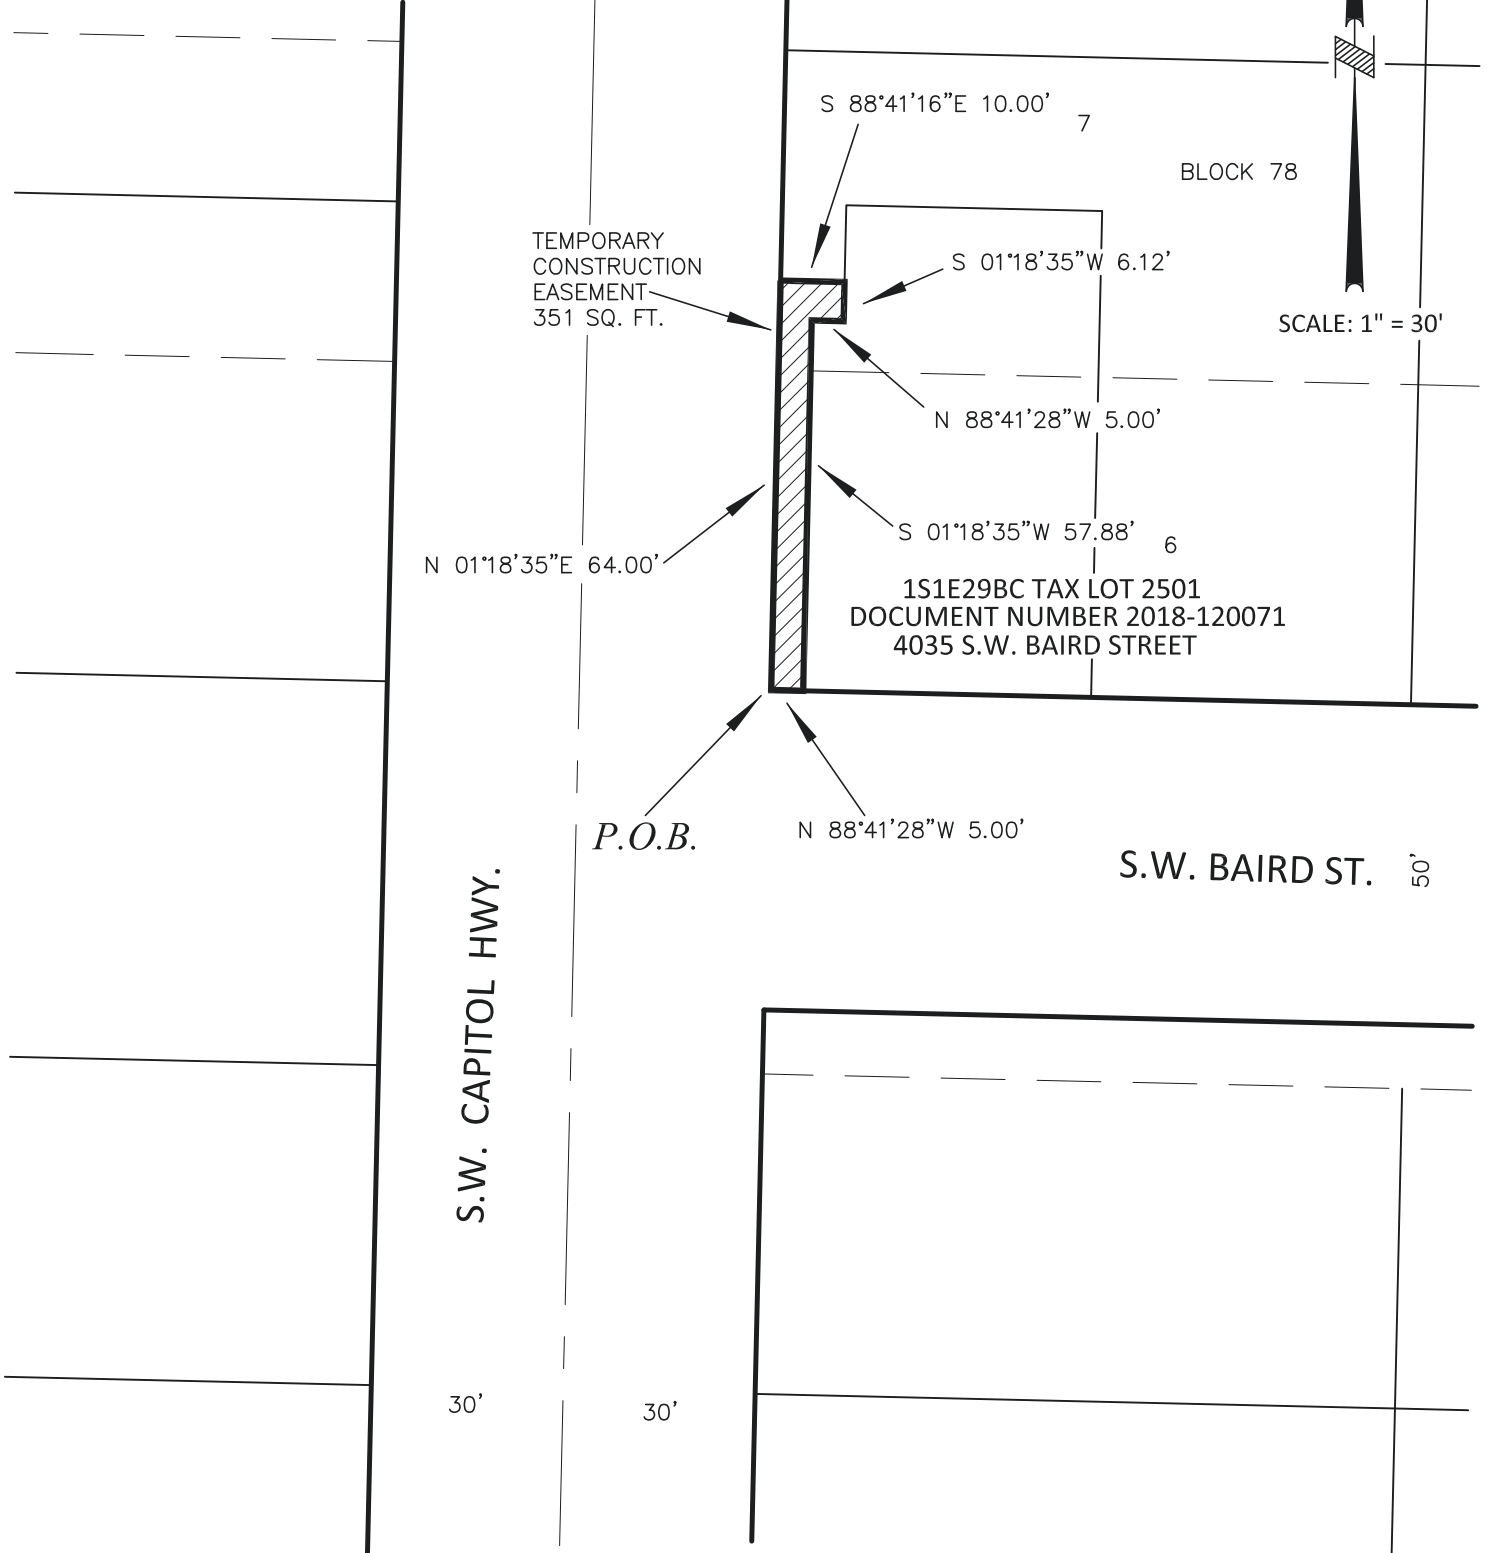 S 88°41'16"E 10.00'
7
BLOCK 78
TEMPORARY
CONSTRUCTION
EASEMENT
351 SQ. FT.
S 01°18'35"W 6.12'
SCALE: 1" = 30'
N 88°41'28"W 5.00'
S 01°18'35"W 57.88'
6
N 01°18'35"E 64.00'
1S1E29BC TAX LOT 2501
DOCUMENT NUMBER 2018-120071
4035 S.W. BAIRD STREET
P.O.B.
N 88°41'28"W 5.00'
S.W. BAIRD ST.
50'
S.W. CAPITOL HWY.
30'
30'